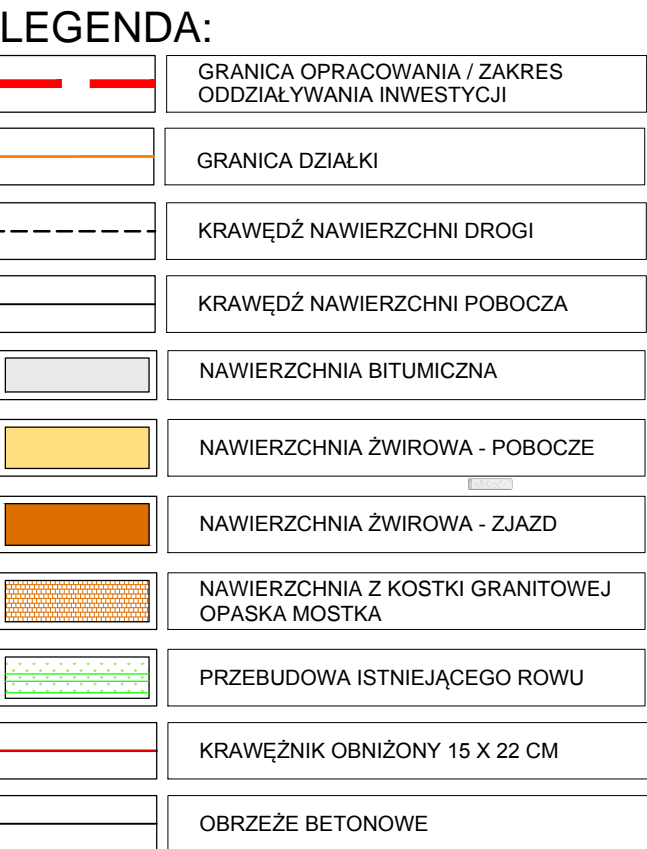 LEGENDA:
GRANICA OPRACOWANIA / ZAKRES
ODDZIAŁYWANIA INWESTYCJI
GRANICA DZIAŁKI
KRAWĘDŹ NAWIERZCHNI DROGI
KRAWĘDŹ NAWIERZCHNI POBOCZA
NAWIERZCHNIA BITUMICZNA
NAWIERZCHNIA ŻWIROWA - POBOCZE
NAWIERZCHNIA ŻWIROWA - ZJAZD
NAWIERZCHNIA Z KOSTKI GRANITOWEJ
OPASKA MOSTKA
PRZEBUDOWA ISTNIEJĄCEGO ROWU
KRAWĘŻNIK OBNIŻONY 15 X 22 CM
OBRZEŻE BETONOWE